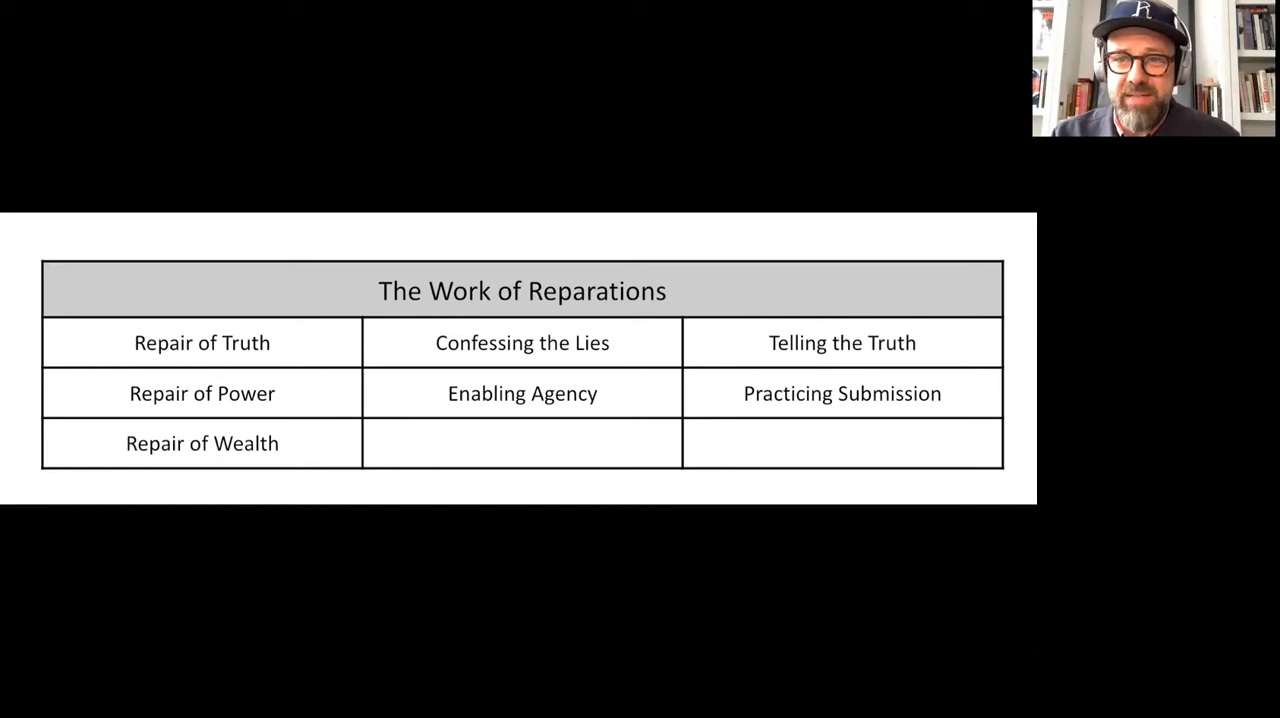 The Work of Reparations
Repair of Truth Confessing the Lies Telling the Truth
Repair of Power Enabling Agency Practicing Submission
Repair of Wealth